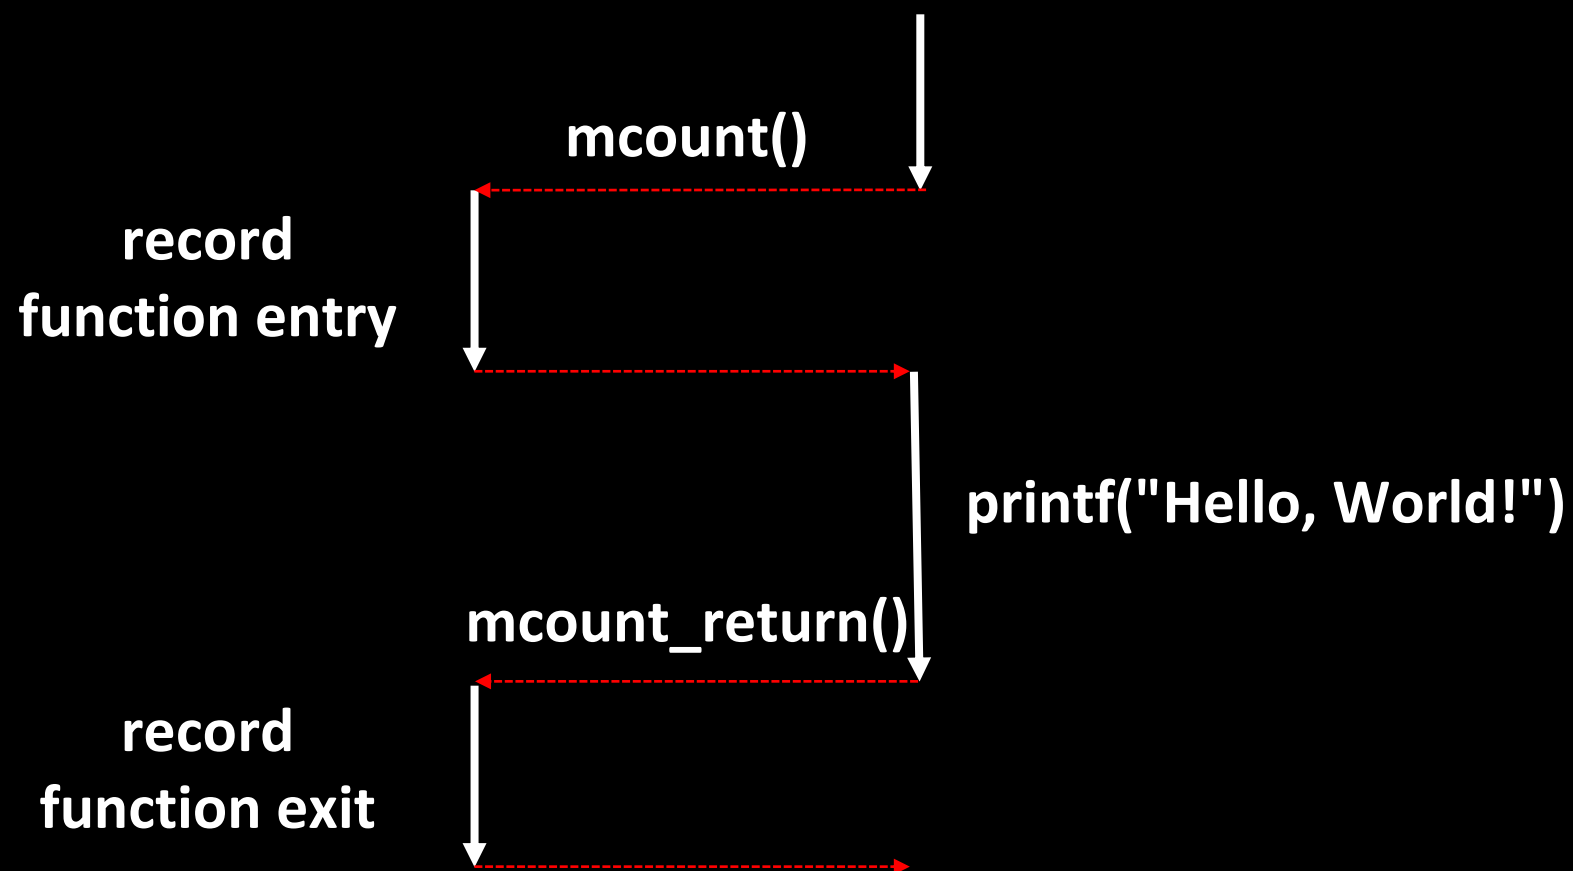 mcount()
record
function entry
printf("Hello, World!")
mcount_return()
record
function exit